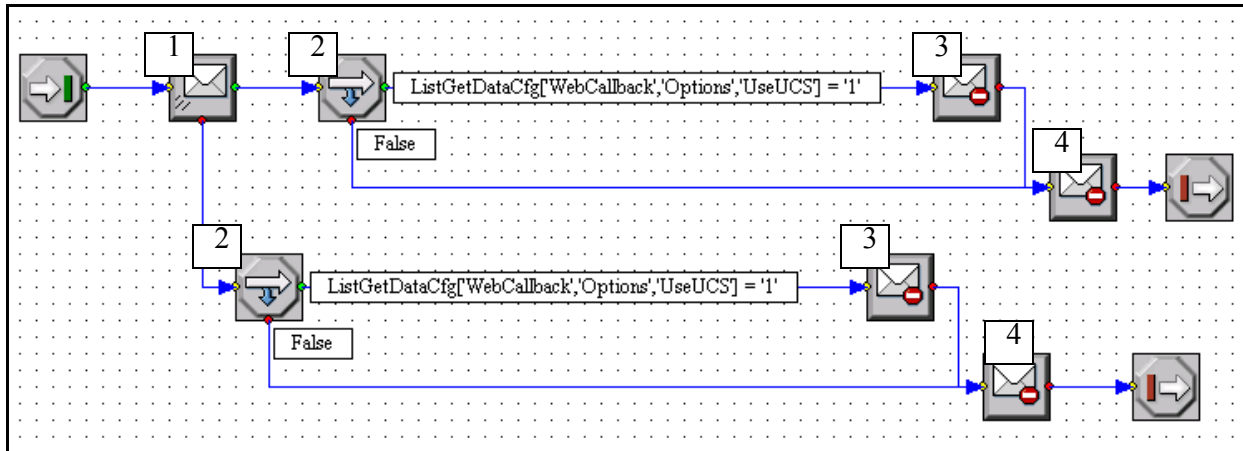 1
2
ListGetDataCfg['WebCallback','Options','UseUCS'] = '1'
3
False
4
2
ListGetDataCfg['WebCallback','Options','UseUCS'] = '1'
3
False
4